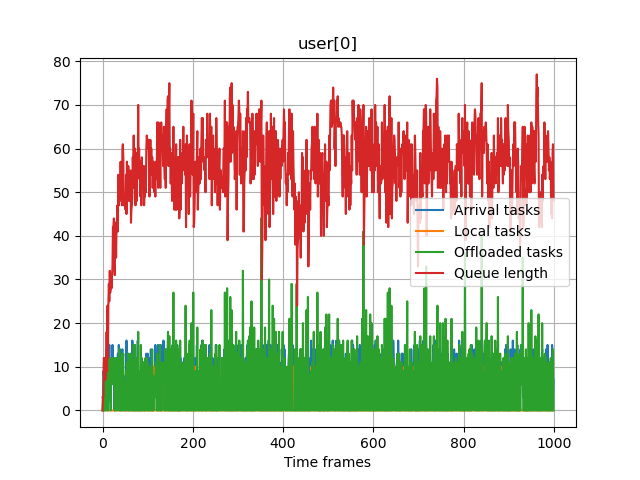 user[0]
80
70
60
50
40
30
20
10
0
Arrival tasks
Local tasks
Offloaded tasks
Queue length
0 200 400 600 800 1000
Time frames